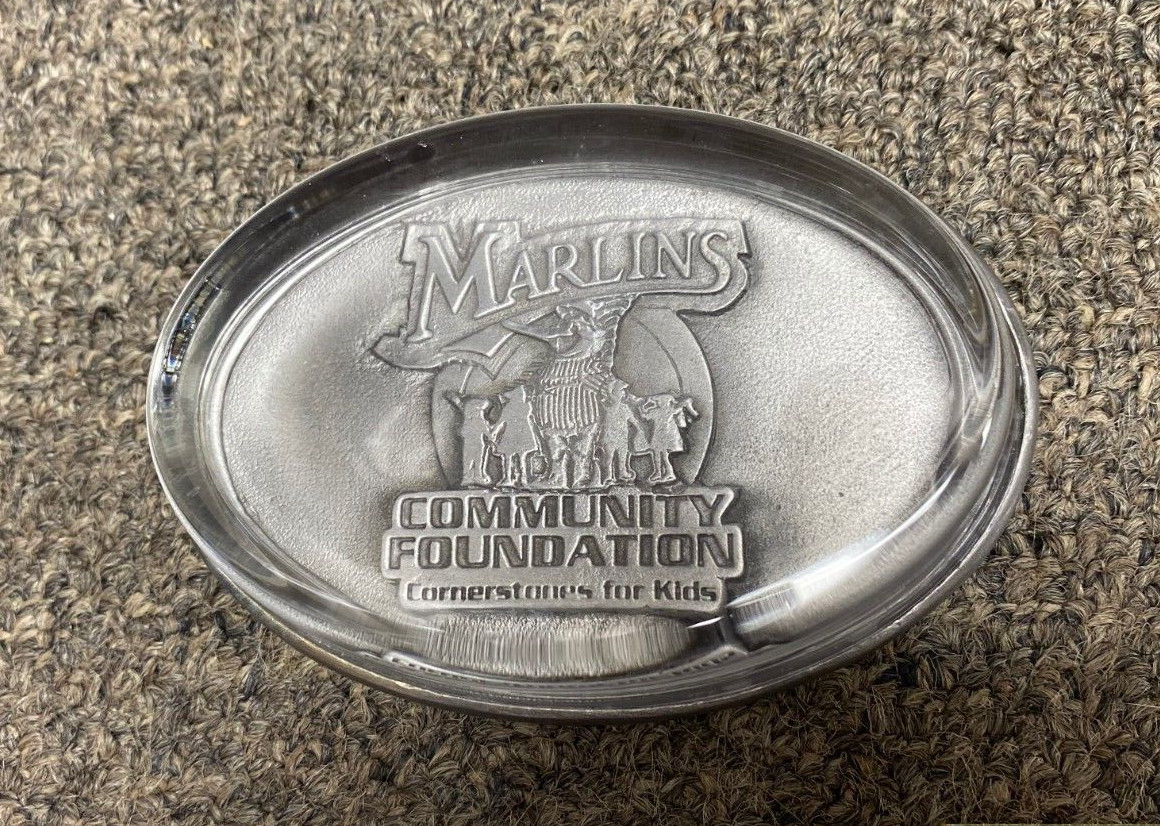 MARLINS
COMMUNITY
FOUNDATION
Cornerstones for Kids